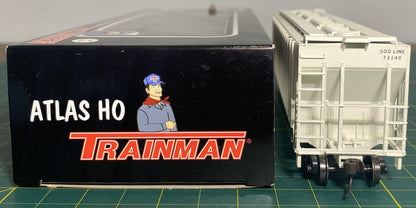 ATLAS HO
TRAINMAN®
SOO LINE
73149